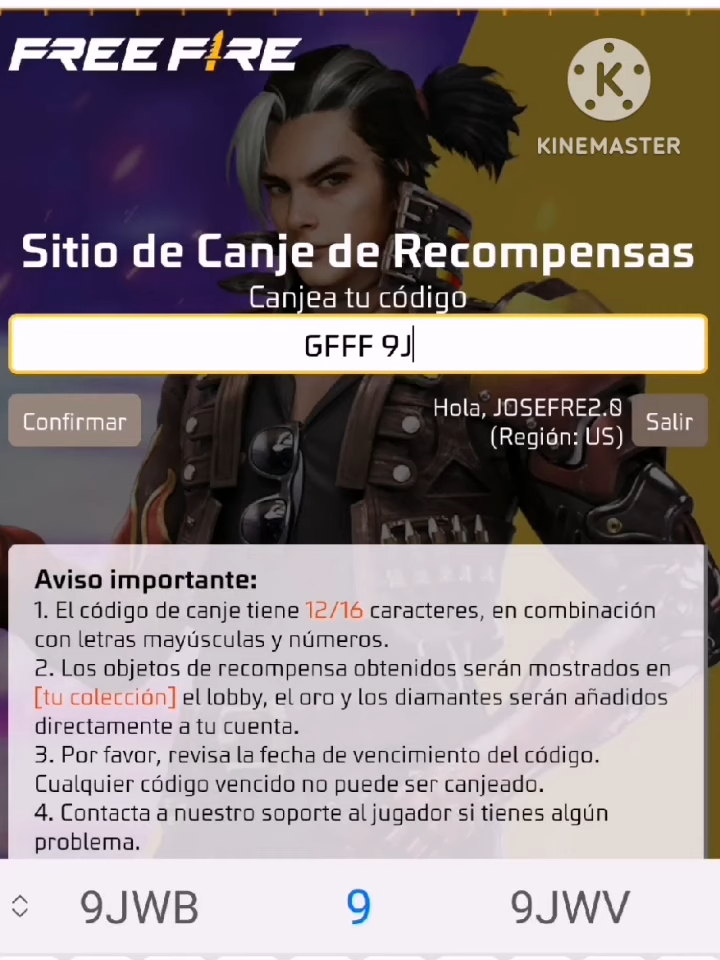 FREE FIRE
K
KINEMASTER
Sitio de Canje de Recompensas
Canjea tu código
GFFF 9J
Confirmar
Hola, JOSEFRE2.0
(Región: US)
Salir
Aviso importante:
1. El código de canje tiene 12/16 caracteres, en combinación
con letras mayúsculas y números.
2. Los objetos de recompensa obtenidos serán mostrados en
[tu colección] el lobby, el oro y los diamantes serán añadidos
directamente a tu cuenta.
3. Por favor, revisa la fecha de vencimiento del código.
Cualquier código vencido no puede ser canjeado.
4. Contacta a nuestro soporte al jugador si tienes algún
problema.
9JWB 9 9JWV